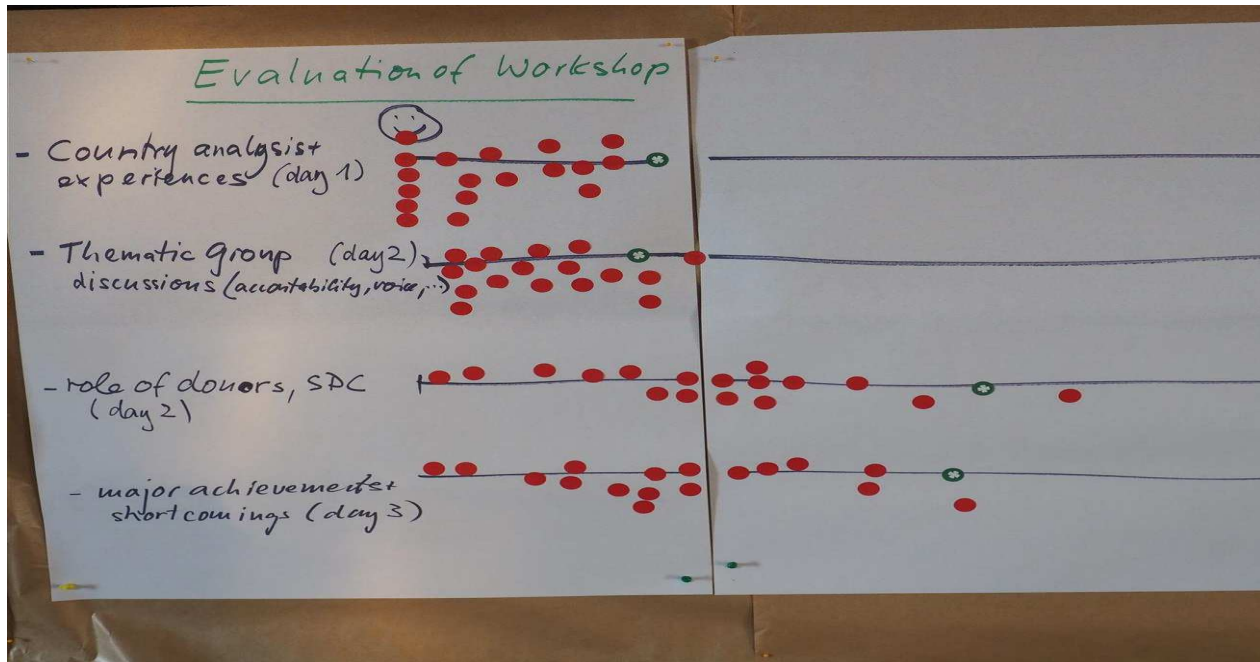 Evaluation of Workshop
- Country analysis+
experiences (day 1)
- Thematic group (day 2)
discussions (accontability, voice, ...)
- role of donors, SDC
(day 2)
- major achievements+
shortcomings (day 3)